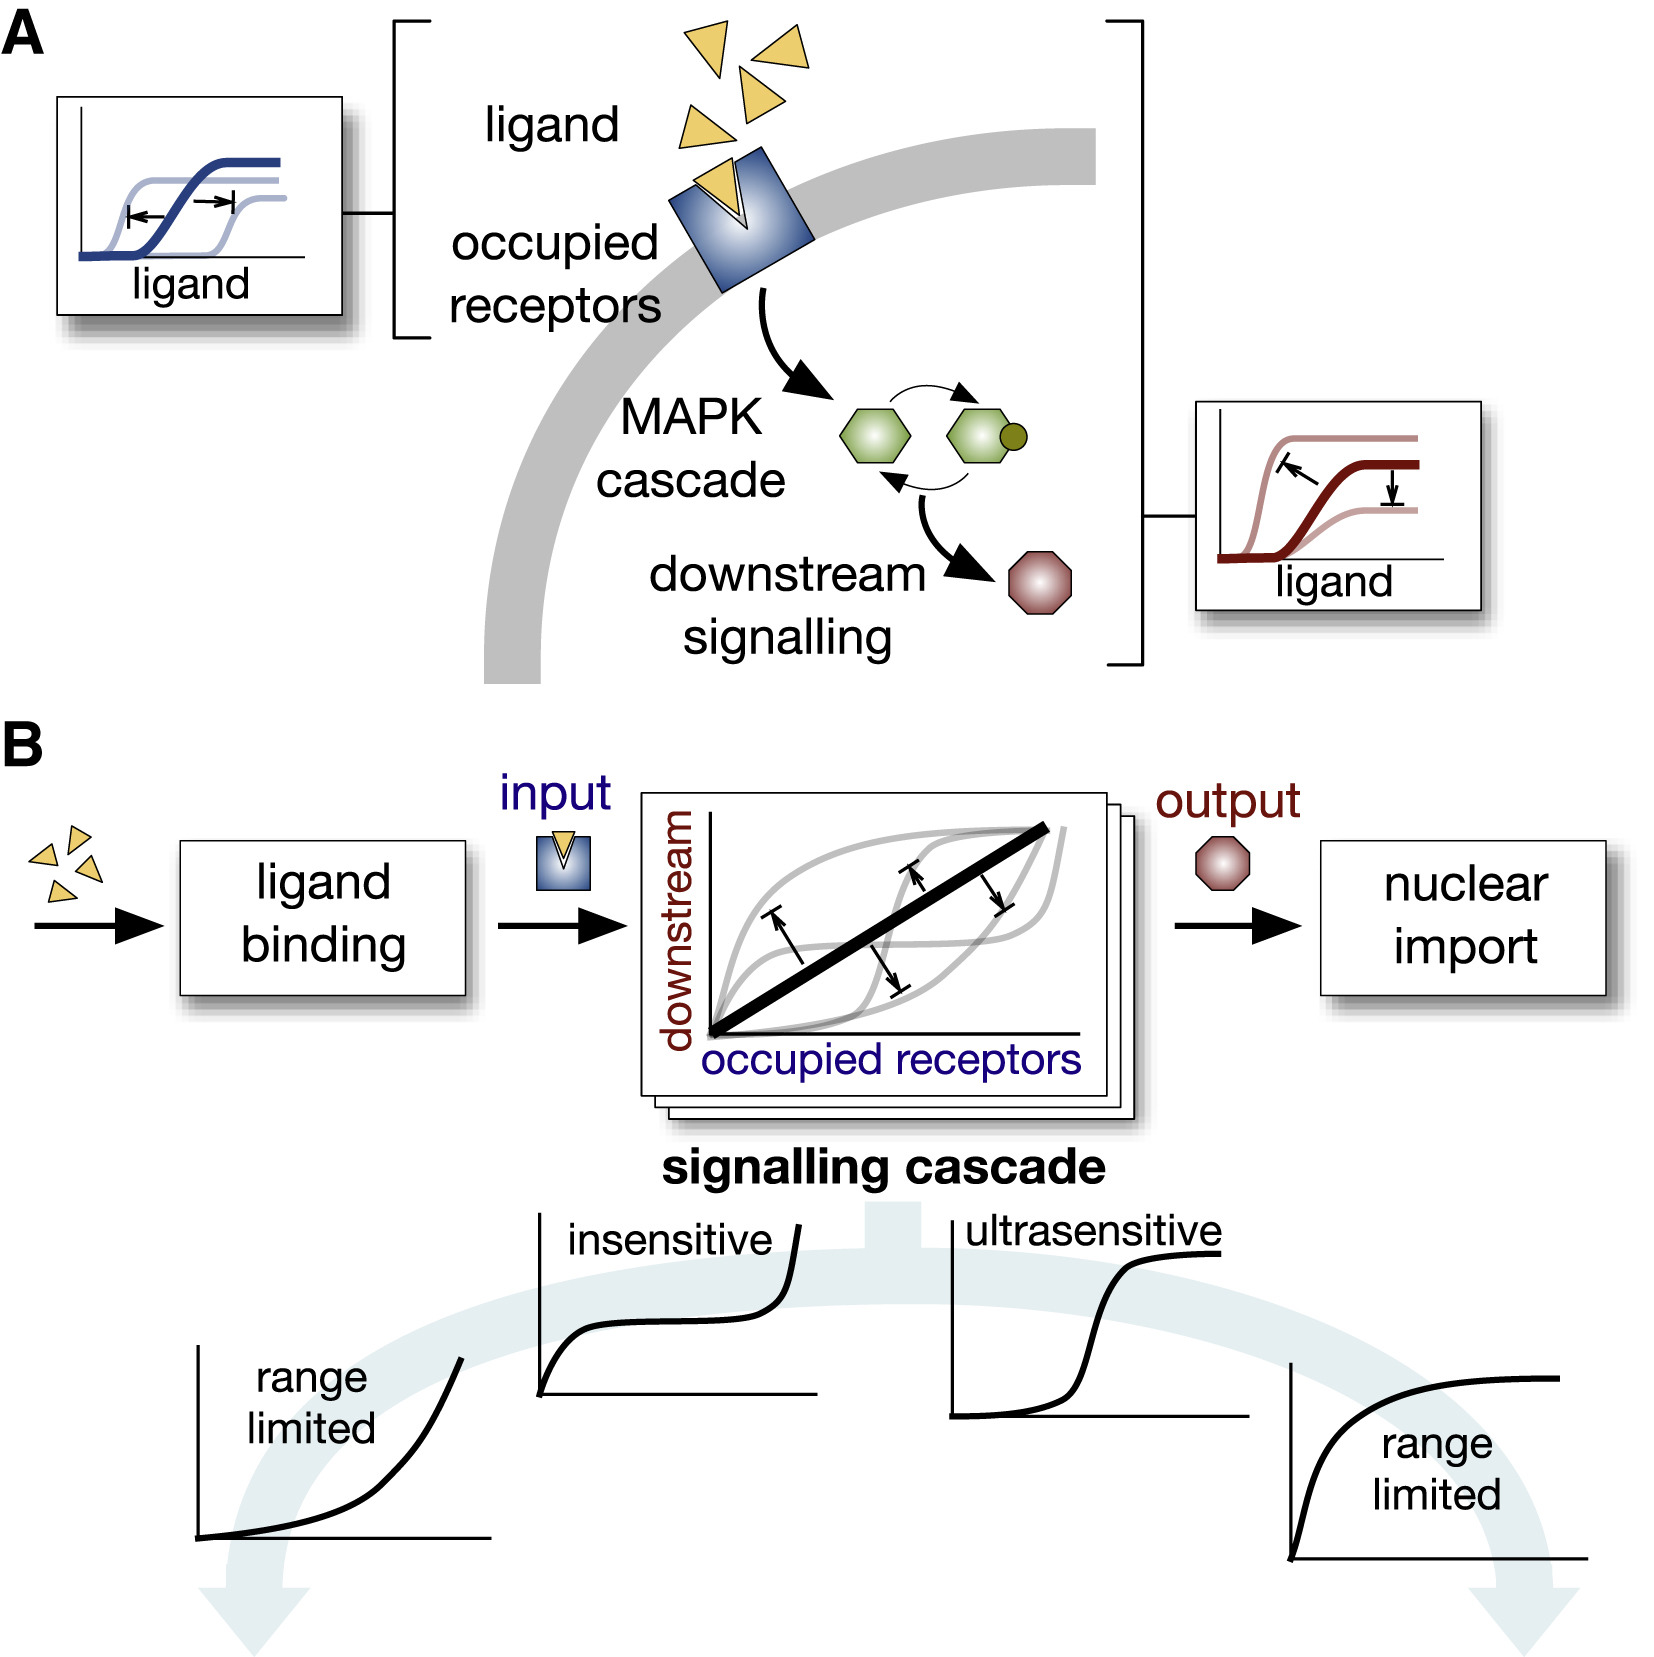 A
ligand
occupied
receptors
ligand
MAPK
cascade
downstream
signalling
ligand
B
input
output
ligand
binding
downstream
occupied receptors
nuclear
import
signalling cascade
insensitive
ultrasensitive
range
limited
range
limited